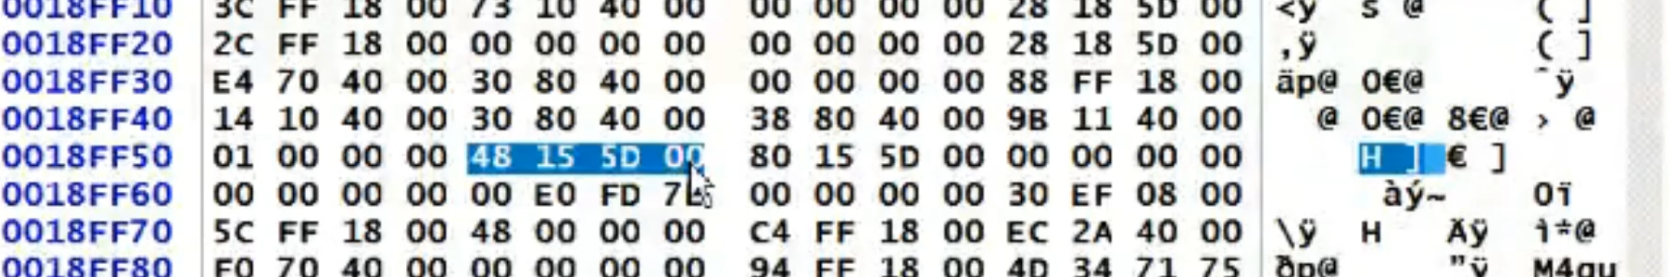 0018FF10 3C FF 18 00 73 10 40 00 00 00 00 00 28 18 5D 00 <ÿ s @ ( ]
0018FF20 2C FF 18 00 00 00 00 00 00 00 00 00 28 18 5D 00 ,ÿ ( ]
0018FF30 E4 70 40 00 30 80 40 00 00 00 00 00 88 FF 18 00 äp@ 0€@ ˆÿ
0018FF40 14 10 40 00 30 80 40 00 38 80 40 00 9B 11 40 00 @ 0€@ 8€@ › @
0018FF50 01 00 00 00 48 15 5D 00 80 15 5D 00 00 00 00 00 H ] € ]
0018FF60 00 00 00 00 00 E0 FD 7E 00 00 00 00 30 EF 08 00 àý~ 0ï
0018FF70 5C FF 18 00 48 00 00 00 C4 FF 18 00 EC 2A 40 00 \ÿ H Äÿ ì*@
0018FF80 F0 70 40 00 00 00 00 00 94 FF 18 00 4D 34 71 75 ðp@ "ÿ M4qu